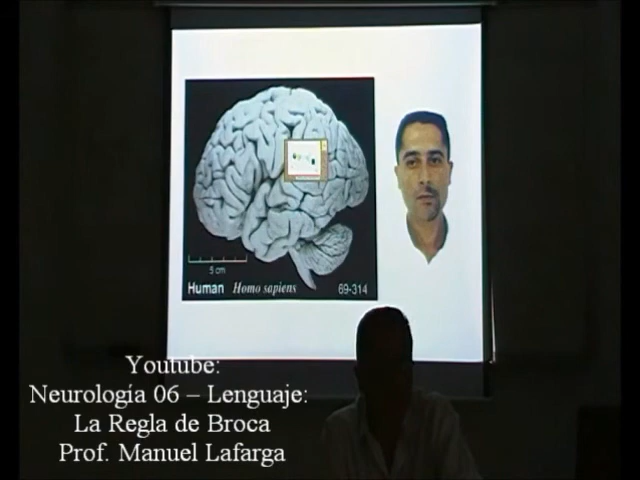 5 cm
Human Homo sapiens 69-314
Youtube:
Neurología 06 – Lenguaje:
La Regla de Broca
Prof. Manuel Lafarga